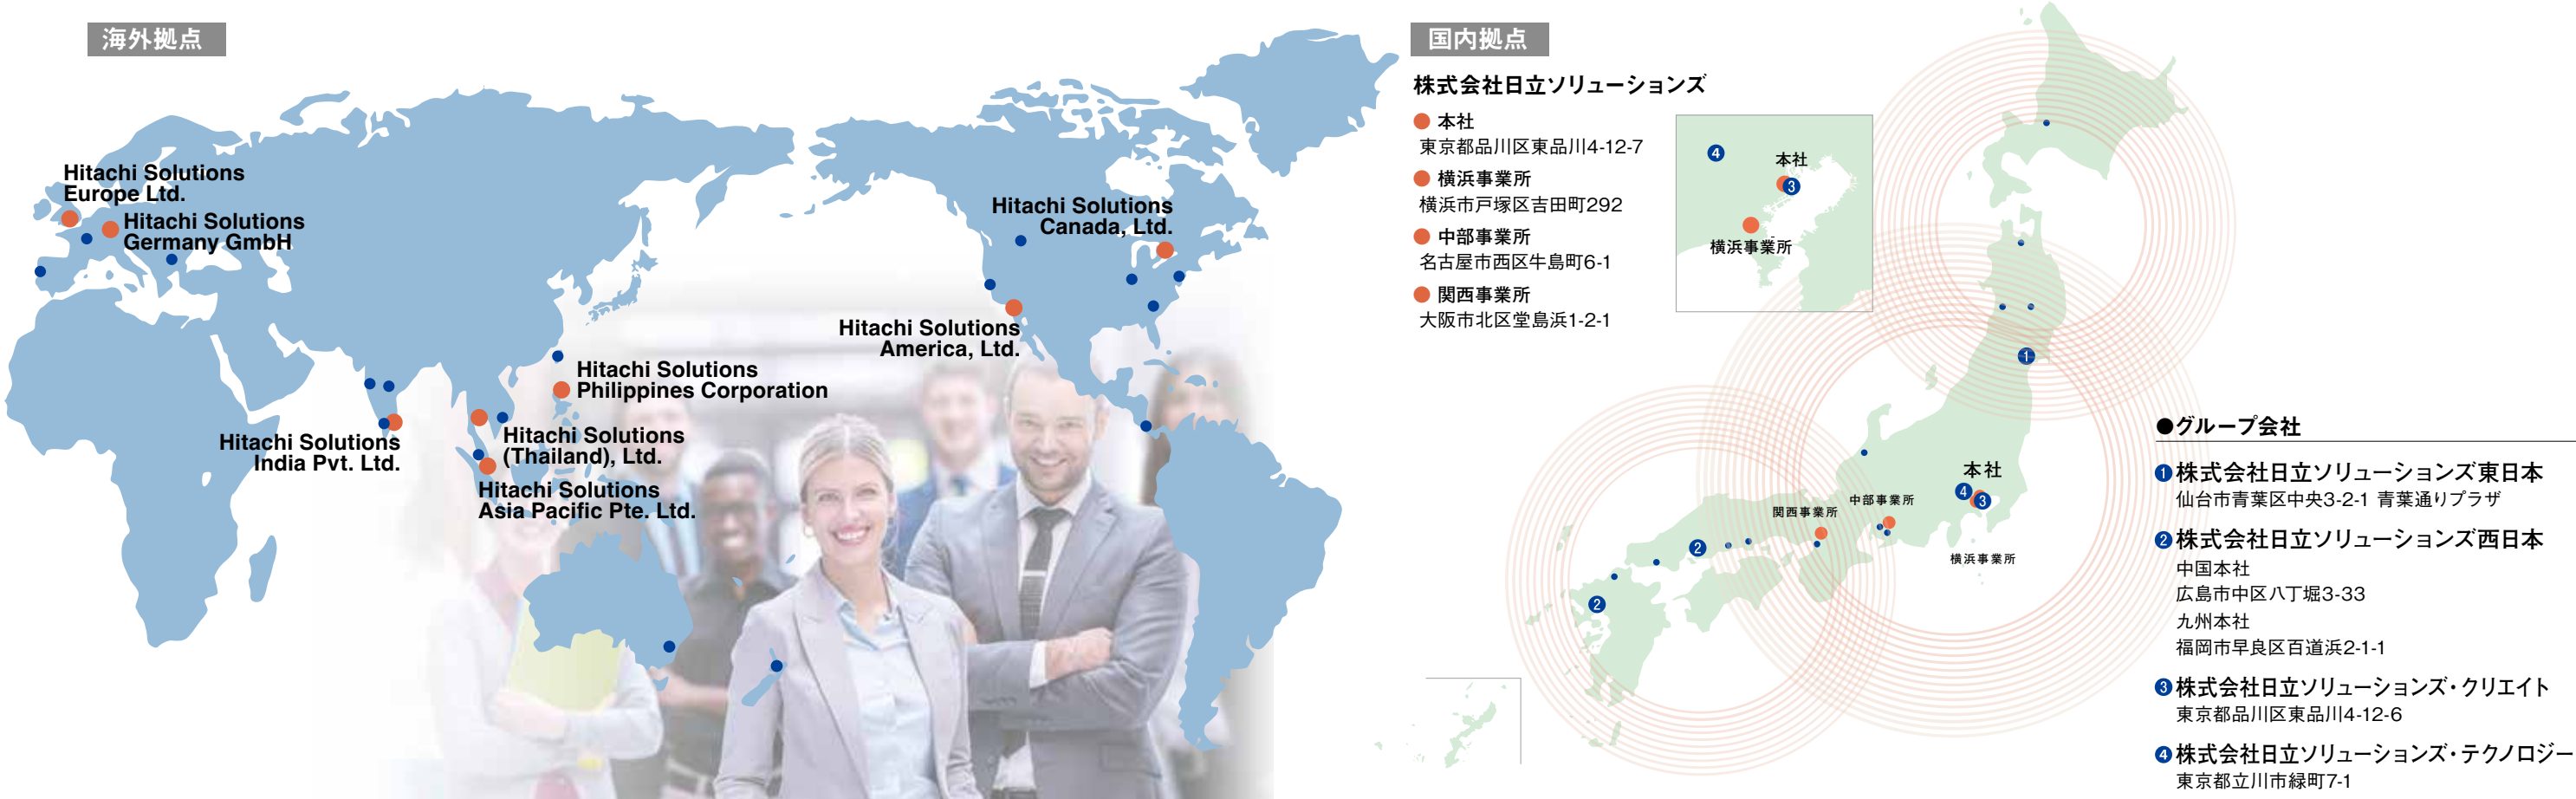 海外拠点
Hitachi Solutions
Europe Ltd.
Hitachi Solutions
Germany GmbH
Hitachi Solutions
India Pvt. Ltd.
Hitachi Solutions
Philippines Corporation
Hitachi Solutions
(Thailand), Ltd.
Hitachi Solutions
Asia Pacific Pte. Ltd.
Hitachi Solutions
Canada, Ltd.
Hitachi Solutions
America, Ltd.
国内拠点
株式会社日立ソリューションズ
本社
東京都品川区東品川4-12-7
横浜事業所
横浜市戸塚区吉田町292
中部事業所
名古屋市西区牛島町6-1
関西事業所
大阪市北区堂島浜1-2-1
4
本社
3
横浜事業所
1
本社
4
3
中部事業所
関西事業所
横浜事業所
2
2
●グループ会社
1 株式会社日立ソリューションズ東日本
仙台市青葉区中央3-2-1 青葉通りプラザ
2 株式会社日立ソリューションズ西日本
中国本社
広島市中区八丁堀3-33
九州本社
福岡市早良区百道浜2-1-1
3 株式会社日立ソリューションズ・クリエイト
東京都品川区東品川4-12-6
4 株式会社日立ソリューションズ・テクノロジー
東京都立川市緑町7-1